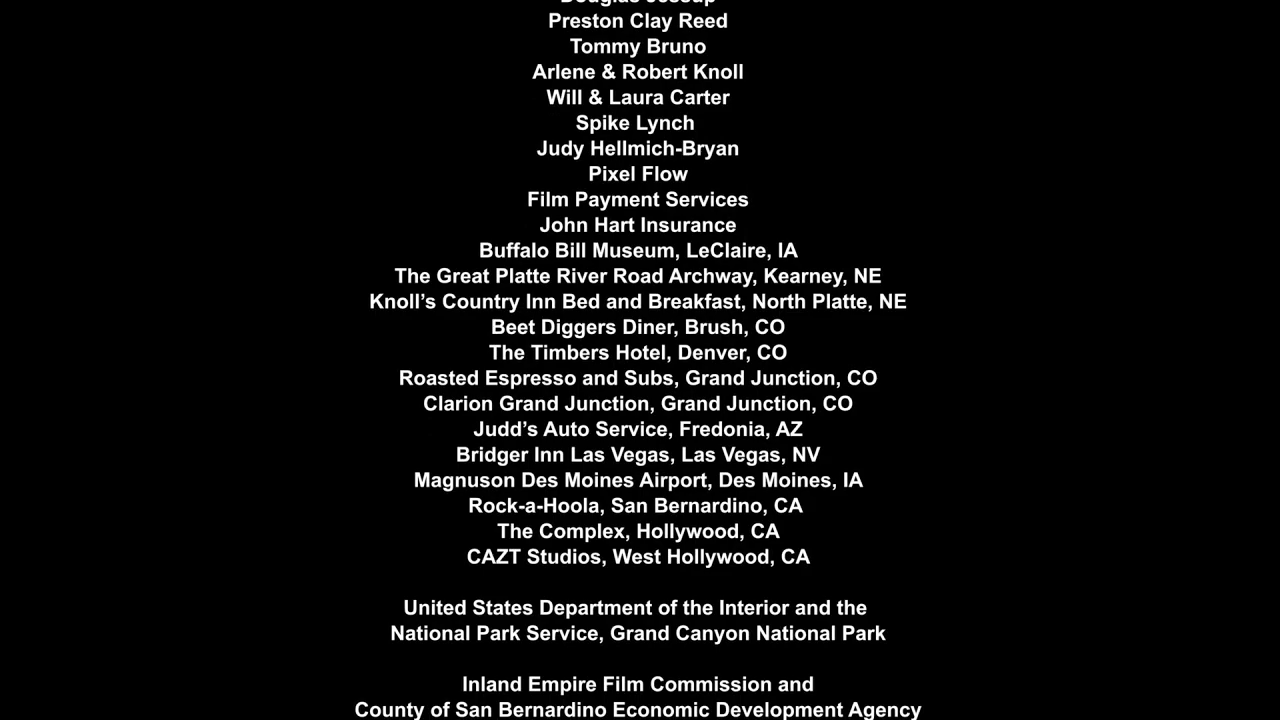 Douglas Jessup
Preston Clay Reed
Tommy Bruno
Arlene & Robert Knoll
Will & Laura Carter
Spike Lynch
Judy Hellmich-Bryan
Pixel Flow
Film Payment Services
John Hart Insurance
Buffalo Bill Museum, LeClaire, IA
The Great Platte River Road Archway, Kearney, NE
Knoll’s Country Inn Bed and Breakfast, North Platte, NE
Beet Diggers Diner, Brush, CO
The Timbers Hotel, Denver, CO
Roasted Espresso and Subs, Grand Junction, CO
Clarion Grand Junction, Grand Junction, CO
Judd’s Auto Service, Fredonia, AZ
Bridger Inn Las Vegas, Las Vegas, NV
Magnuson Des Moines Airport, Des Moines, IA
Rock-a-Hoola, San Bernardino, CA
The Complex, Hollywood, CA
CAZT Studios, West Hollywood, CA
United States Department of the Interior and the
National Park Service, Grand Canyon National Park
Inland Empire Film Commission and
County of San Bernardino Economic Development Agency